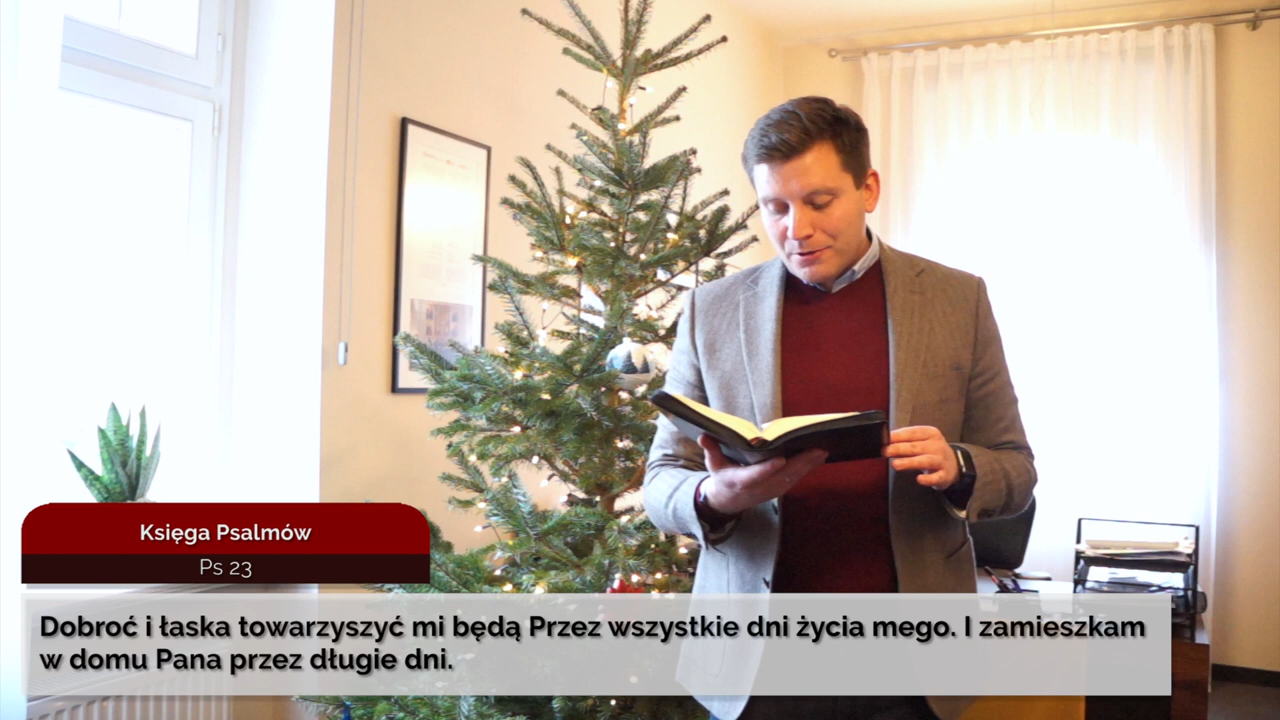 Księga Psalmów
Ps 23
Dobroć i łaska towarzyszyć mi będą Przez wszystkie dni życia mego. I zamieszkam
w domu Pana przez długie dni.